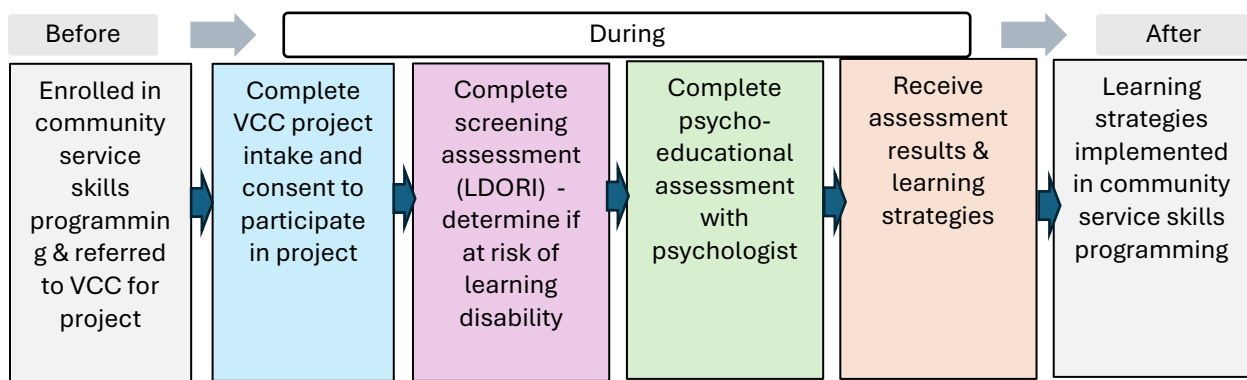 Before
During
After
Enrolled in
community
service
skills
programmin
g & referred
to VCC for
project
Complete
VCC project
intake and
consent to
participate
in project
Complete
screening
assessment
(LDORI) -
determine if
at risk of
learning
disability
Complete
psycho-
educational
assessment
with
psychologist
Receive
assessment
results &
learning
strategies
Learning
strategies
implemented
in community
service skills
programming